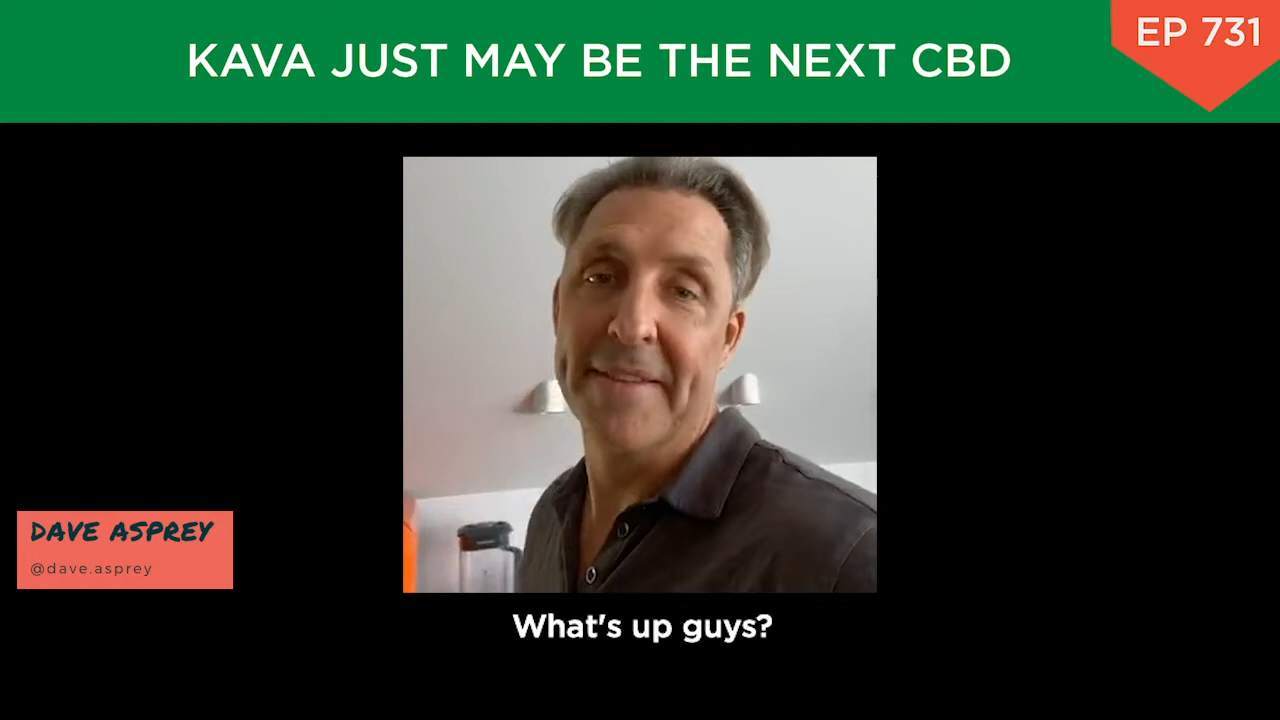 KAVA JUST MAY BE THE NEXT CBD
EP 731
DAVE ASPREY
@dave.asprey
What's up guys?